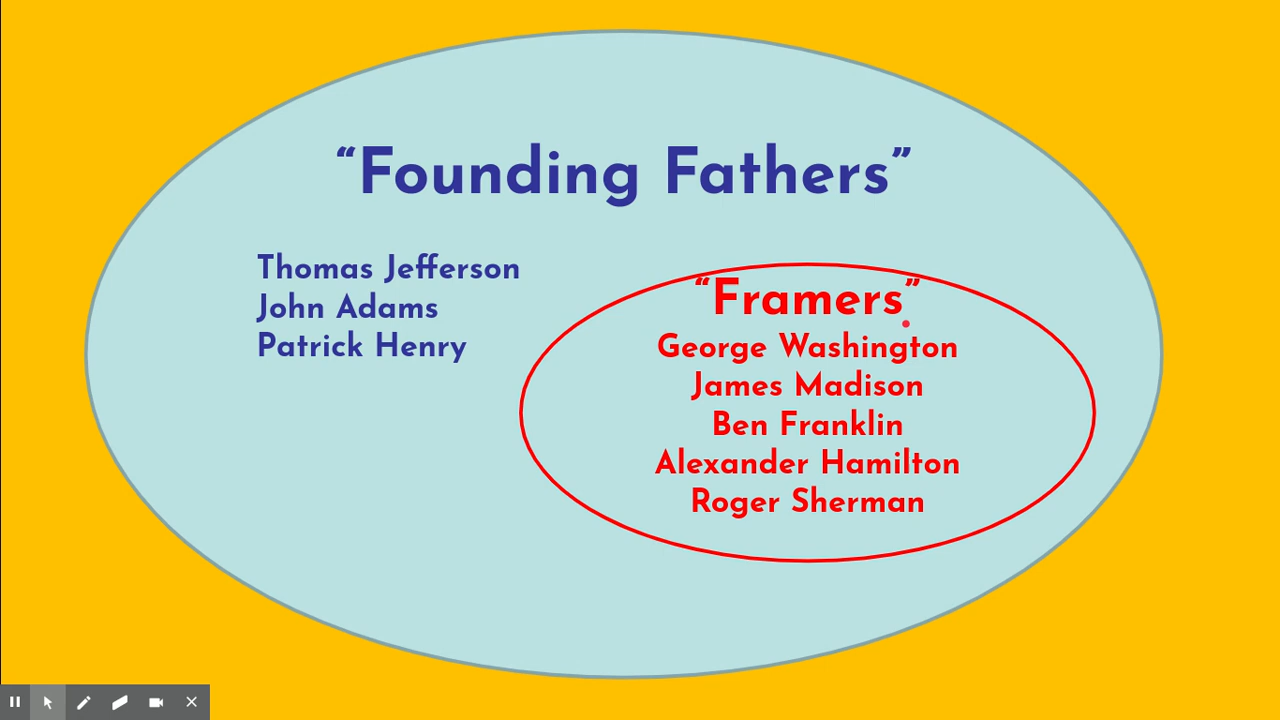 “Founding Fathers”
Thomas Jefferson
John Adams
Patrick Henry
“Framers”
George Washington
James Madison
Ben Franklin
Alexander Hamilton
Roger Sherman